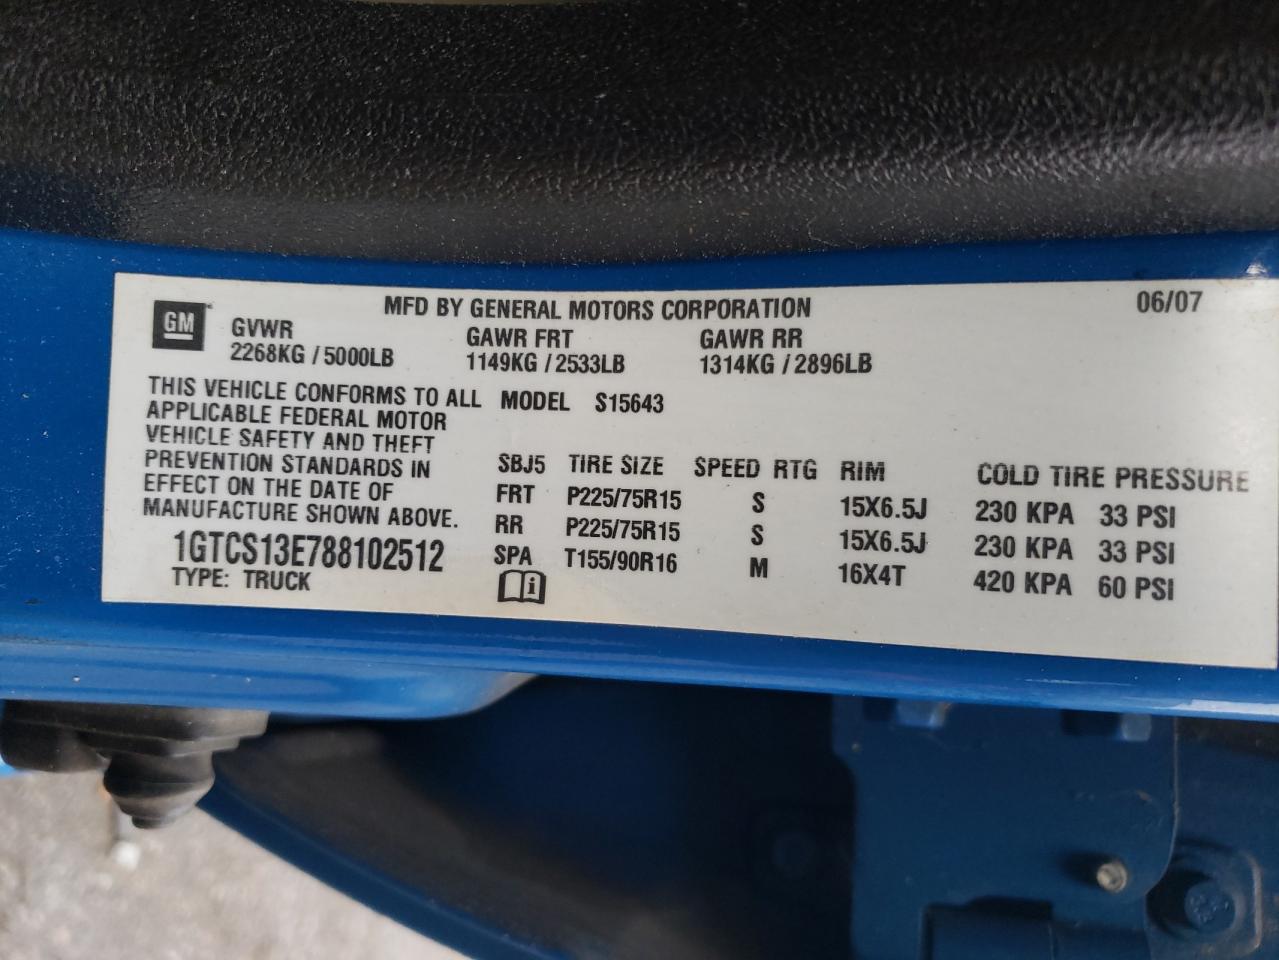 MFD BY GENERAL MOTORS CORPORATION 06/07
GM GVWR GAWR FRT GAWR RR
2268KG / 5000LB 1149KG / 2533LB 1314KG / 2896LB
THIS VEHICLE CONFORMS TO ALL MODEL S15643
APPLICABLE FEDERAL MOTOR
VEHICLE SAFETY AND THEFT
PREVENTION STANDARDS IN
EFFECT ON THE DATE OF
MANUFACTURE SHOWN ABOVE.
1GTCS13E788102512
TYPE: TRUCK
SBJ5 TIRE SIZE SPEED RTG RIM COLD TIRE PRESSURE
FRT P225/75R15 S 15X6.5J 230 KPA 33 PSI
RR P225/75R15 S 15X6.5J 230 KPA 33 PSI
SPA T155/90R16 M 16X4T 420 KPA 60 PSI
i